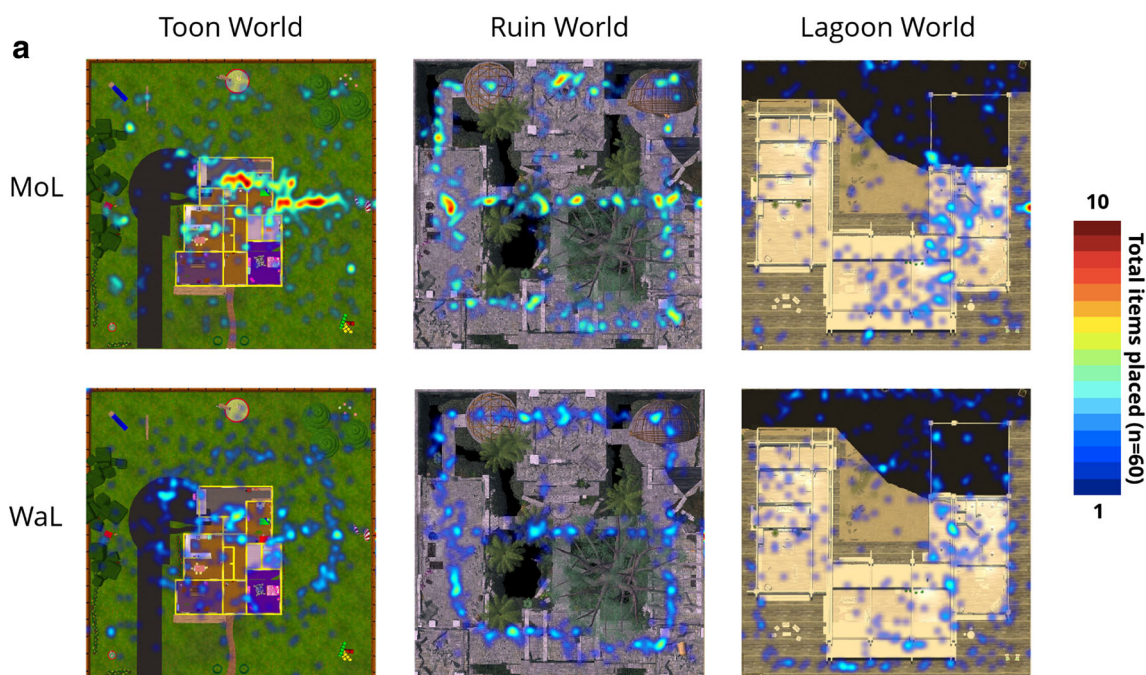 Toon World
Ruin World
Lagoon World
a
MoL
WaL
10
Total items placed (n=60)
1